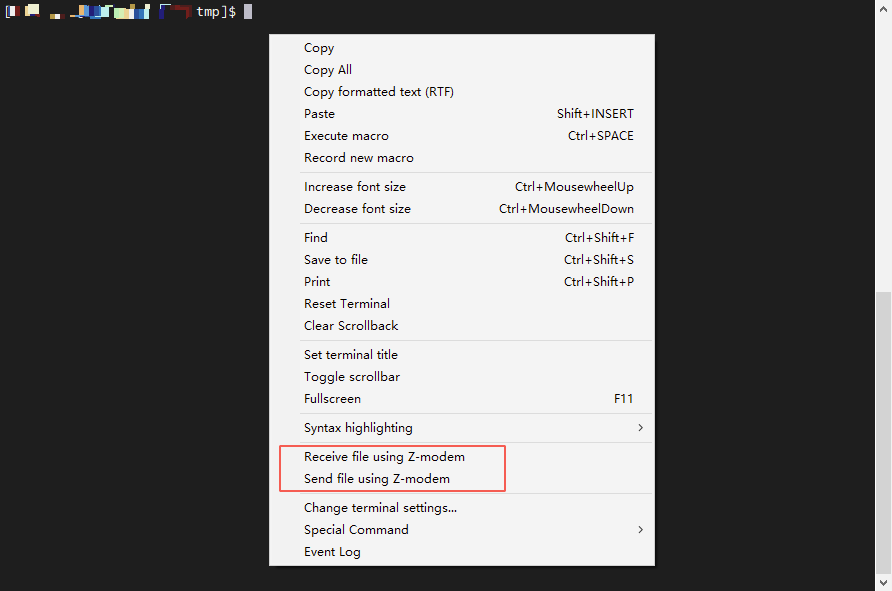 [ tmp]$
Copy
Copy All
Copy formatted text (RTF)
Paste Shift+INSERT
Execute macro Ctrl+SPACE
Record new macro
Increase font size Ctrl+MousewheelUp
Decrease font size Ctrl+MousewheelDown
Find Ctrl+Shift+F
Save to file Ctrl+Shift+S
Print Ctrl+Shift+P
Reset Terminal
Clear Scrollback
Set terminal title
Toggle scrollbar
Fullscreen F11
Syntax highlighting
Receive file using Z-modem
Send file using Z-modem
Change terminal settings...
Special Command
Event Log